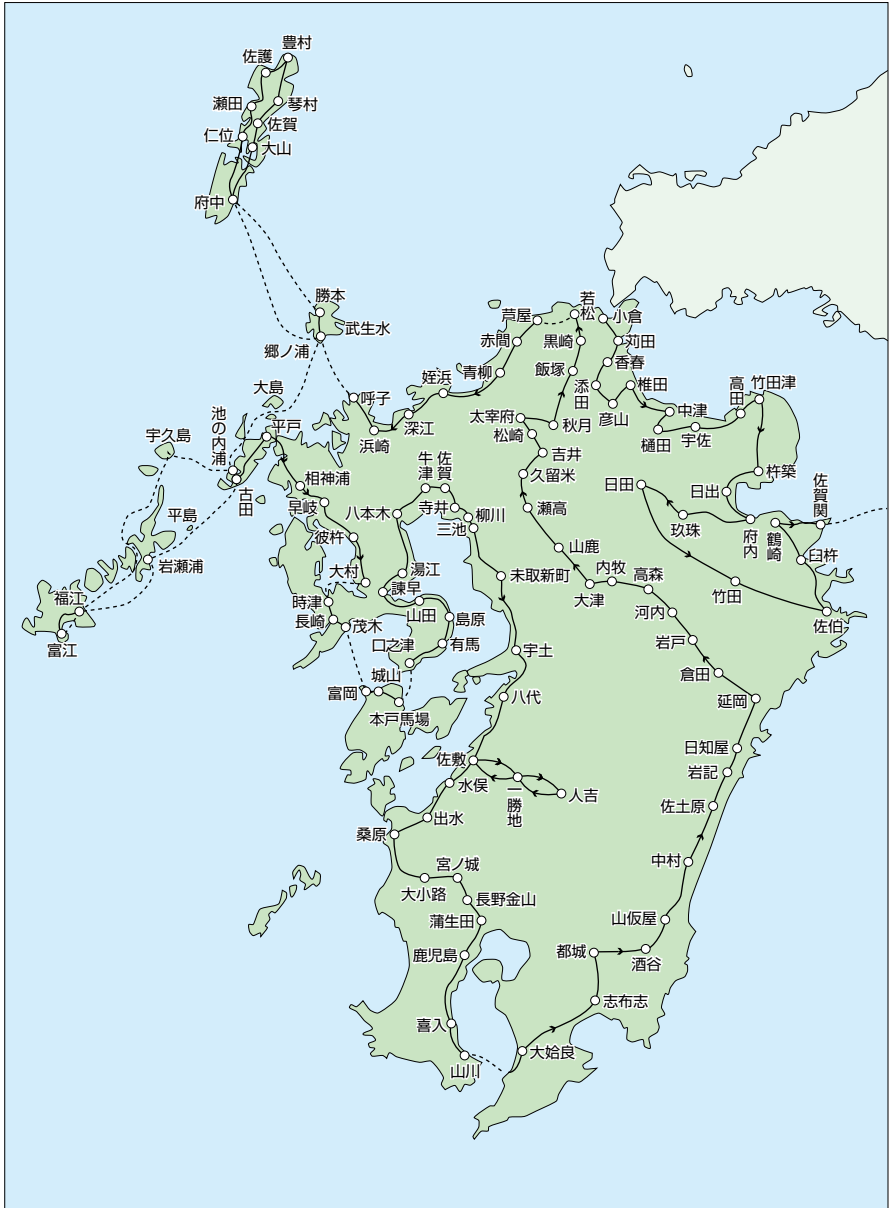 豊村
佐護
瀬田
琴村
佐賀
仁位
大山
府中
勝本
武生水
郷ノ浦
大島
呼子
池の内浦
平戸
宇久島
浜崎
深江
姪浜
青柳
赤間
芦屋
若松
小倉
黒崎
苅田
香春
飯塚
添田
椎田
彦山
中津
樋田
宇佐
高田
竹田津
太宰府
松崎
秋月
吉井
久留米
瀬高
杵築
日出
日田
玖珠
府内
鶴崎
佐賀関
臼杵
佐伯
竹田
古田
相神浦
早岐
平島
彼杵
岩瀬浦
大村
福江
富江
時津
長崎
茂木
牛津
佐賀
八本木
寺井
柳川
三池
湯江
諫早
山田
島原
有馬
口之津
未取新町
山鹿
内牧
高森
大津
河内
岩戸
倉田
延岡
宇土
城山
富岡
本戸馬場
八代
佐敷
水俣
一勝地
人吉
日知屋
岩記
佐土原
出水
桑原
中村
宮ノ城
大小路
長野金山
蒲生田
山仮屋
鹿児島
都城
酒谷
志布志
喜入
山川
大姶良